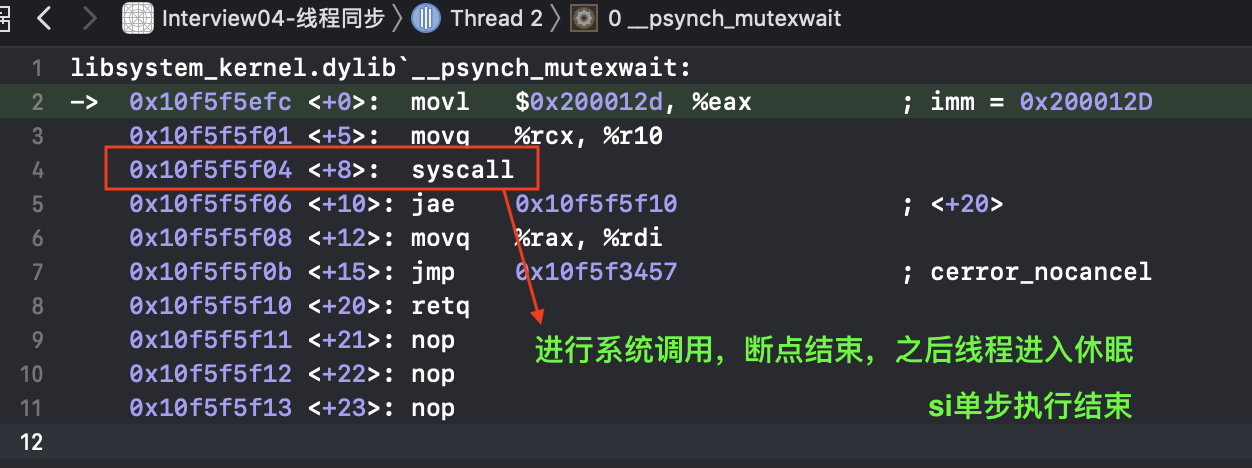 Interview04-线程同步 〉 Thread 2 〉 0 __psynch_mutexwait
1 libsystem_kernel.dylib`__psynch_mutexwait:
2 -> 0x10f5f5efc <+0>: movl $0x200012d, %eax ; imm = 0x200012D
3 0x10f5f5f01 <+5>: movq %rcx, %r10
4 0x10f5f5f04 <+8>: syscall
5 0x10f5f5f06 <+10>: jae 0x10f5f5f10 ; <+20>
6 0x10f5f5f08 <+12>: movq %rax, %rdi
7 0x10f5f5f0b <+15>: jmp 0x10f5f3457 ; cerror_nocancel
8 0x10f5f5f10 <+20>: retq
9 0x10f5f5f11 <+21>: nop
进行系统调用，断点结束，之后线程进入休眠
10 0x10f5f5f12 <+22>: nop
11 0x10f5f5f13 <+23>: nop
si单步执行结束
12